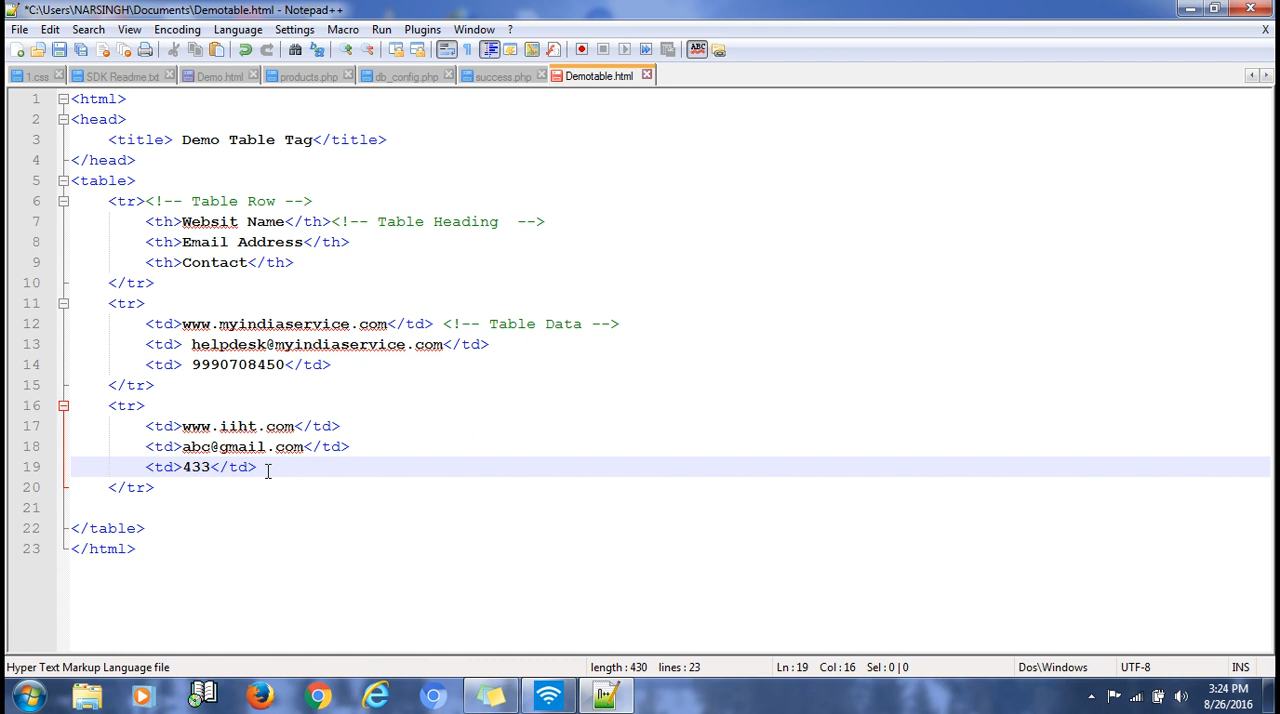 *C:\Users\NARSINGH\Documents\Demotable.html - Notepad++
File Edit Search View Encoding Language Settings Macro Run Plugins Window ? X
1.css SDK Readme.txt Demo.html products.php db_config.php success.php Demotable.html
1 <html>
2 <head>
3 <title> Demo Table Tag</title>
4 </head>
5 <table>
6 <tr><!-- Table Row -->
7 <th>Websit Name</th><!-- Table Heading  -->
8 <th>Email Address</th>
9 <th>Contact</th>
10 </tr>
11 <tr>
12 <td>www.myindiaservice.com</td> <!-- Table Data -->
13 <td> helpdesk@myindiaservice.com</td>
14 <td> 9990708450</td>
15 </tr>
16 <tr>
17 <td>www.iiht.com</td>
18 <td>abc@gmail.com</td>
19 <td>433</td>
20 </tr>
21
22 </table>
23 </html>
Hyper Text Markup Language file length : 430 lines : 23 Ln : 19 Col : 16 Sel : 0 | 0 Dos\Windows UTF-8 INS
3:24 PM
8/26/2016